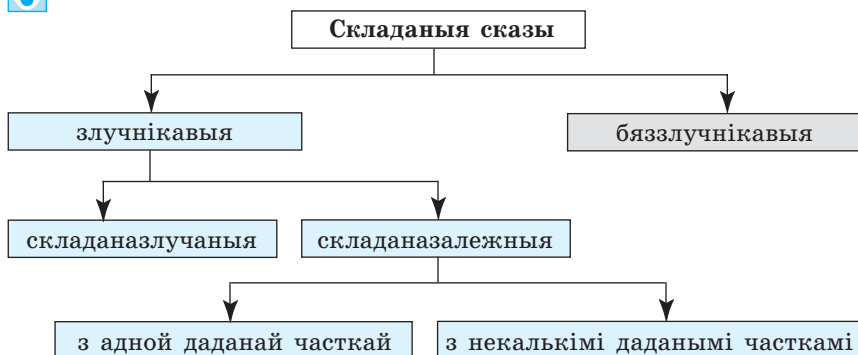 Складаныя сказы
злучнікавыя
бяззлучнікавыя
складаназлучаныя
складаназалежныя
з адной даданай часткай
з некалькімі даданымі часткамі